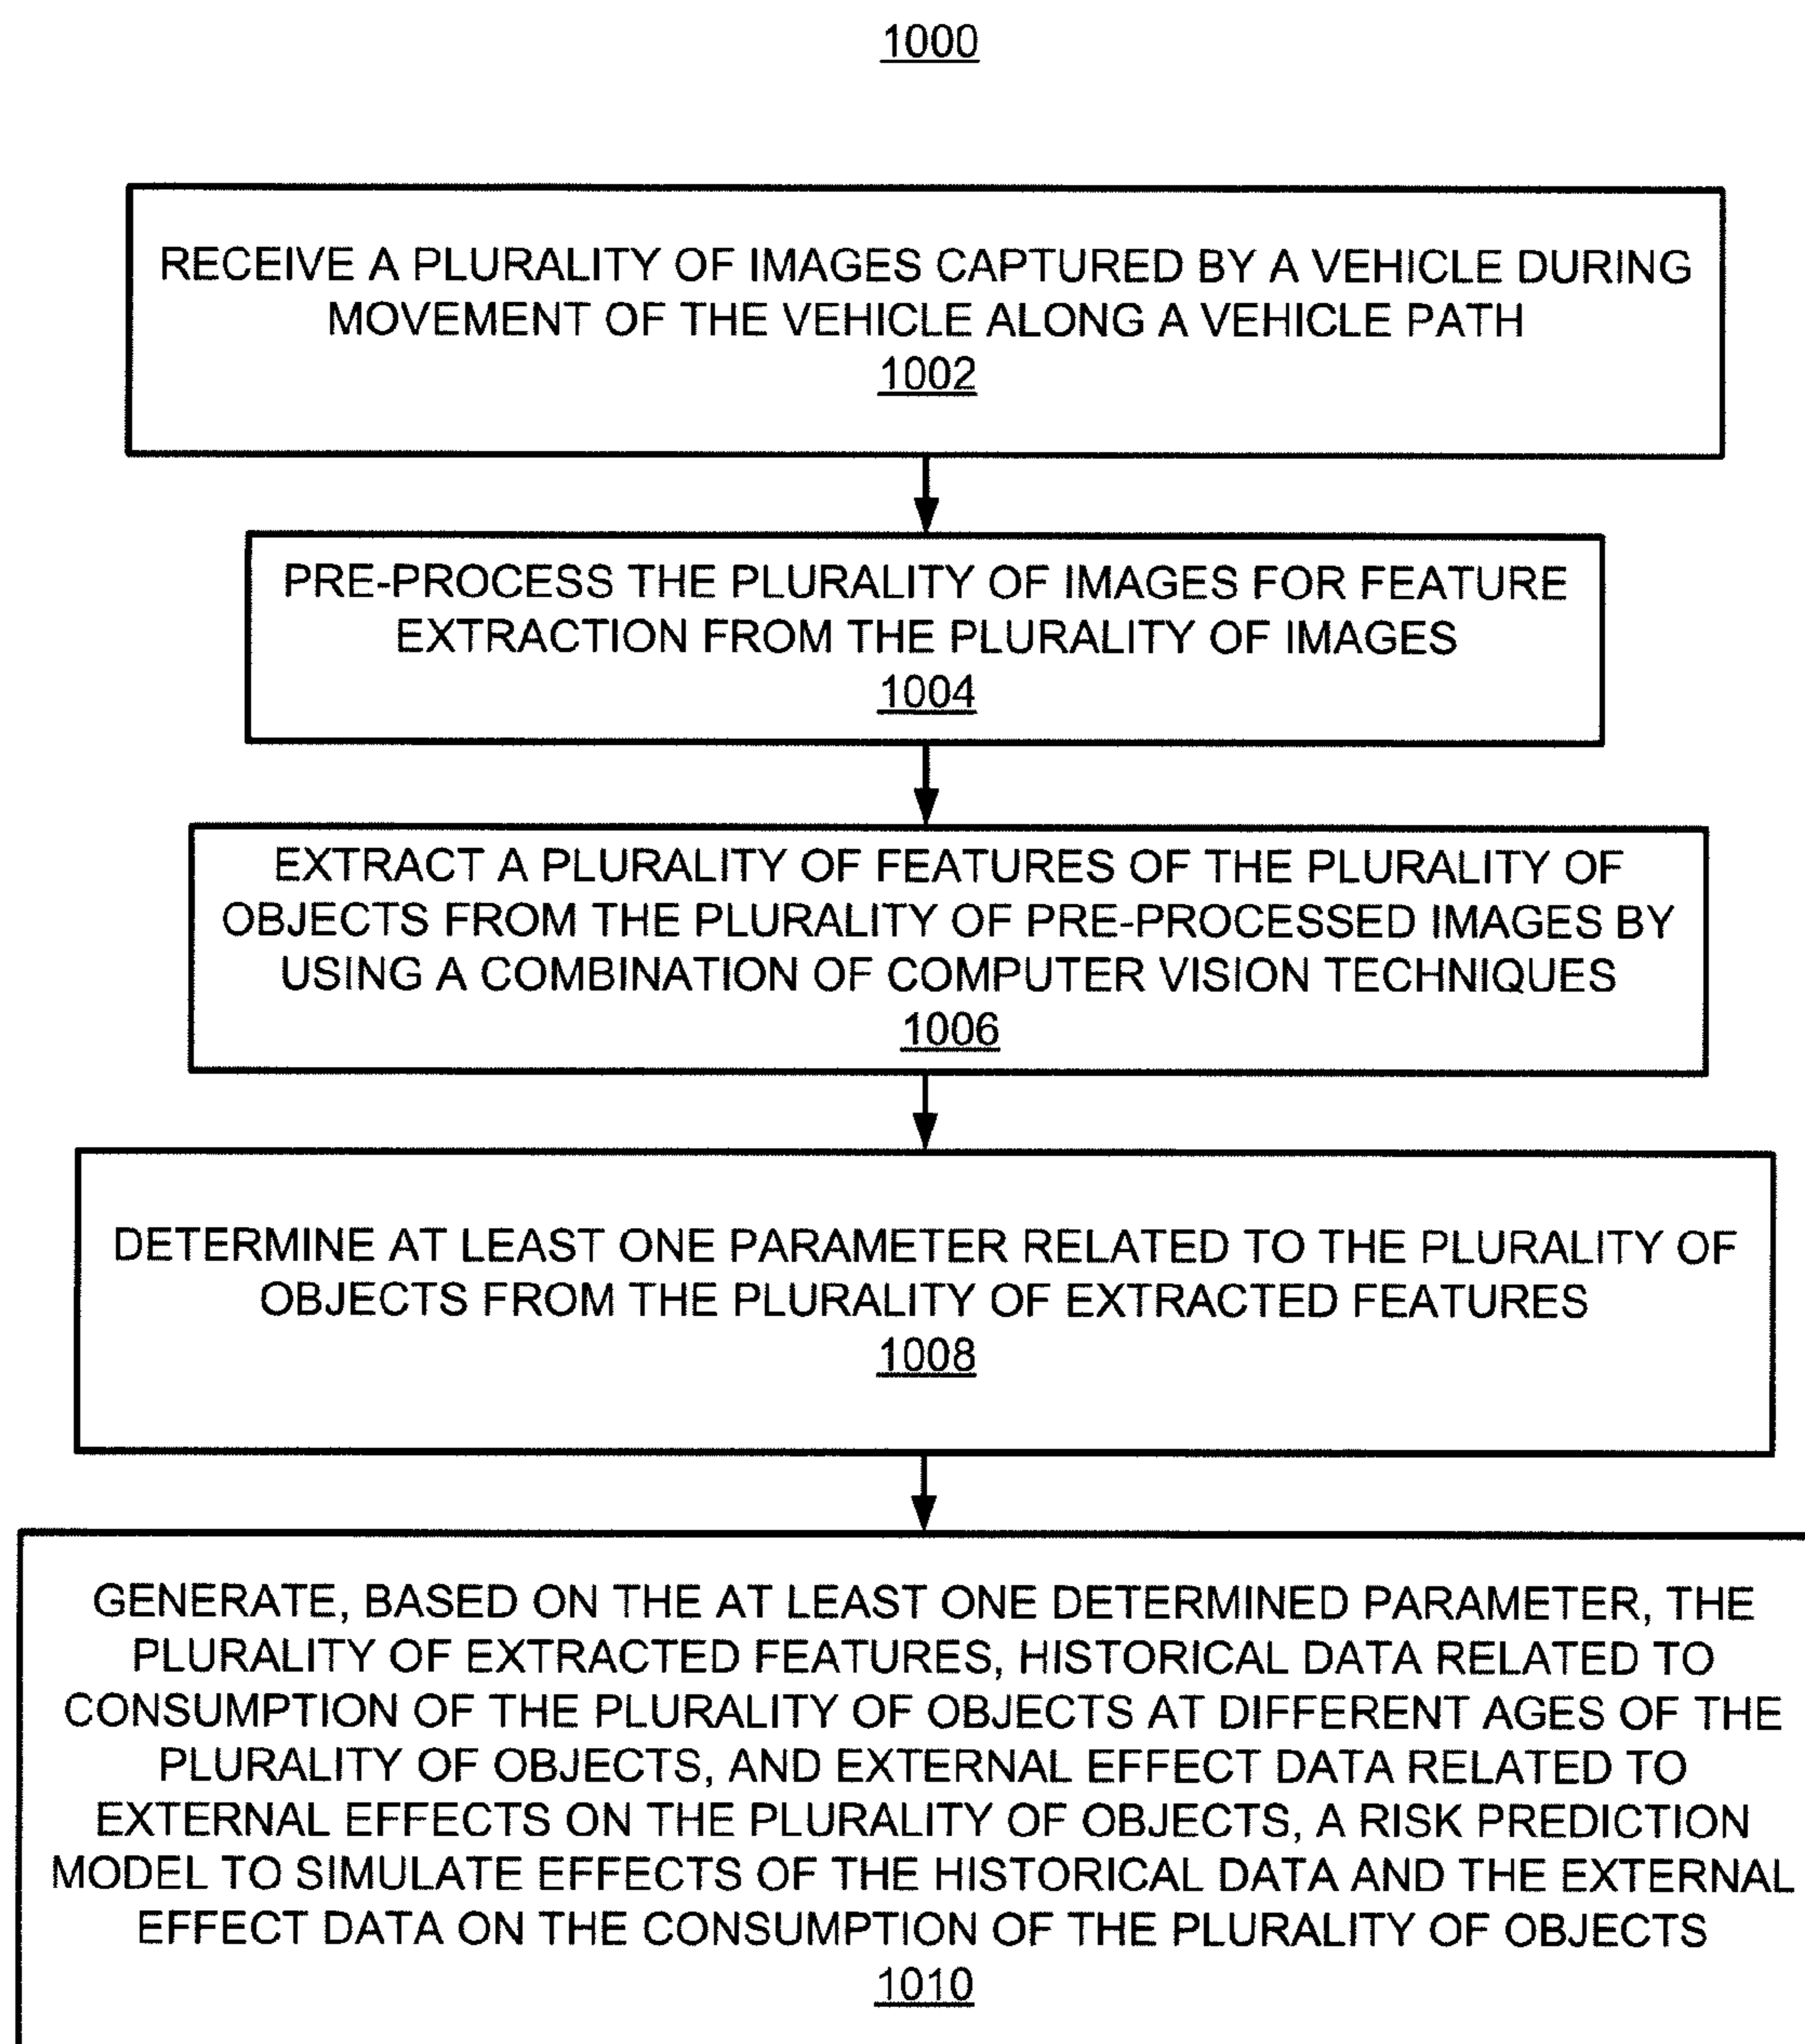 1000
RECEIVE A PLURALITY OF IMAGES CAPTURED BY A VEHICLE DURING
MOVEMENT OF THE VEHICLE ALONG A VEHICLE PATH
1002
PRE-PROCESS THE PLURALITY OF IMAGES FOR FEATURE
EXTRACTION FROM THE PLURALITY OF IMAGES
1004
EXTRACT A PLURALITY OF FEATURES OF THE PLURALITY OF
OBJECTS FROM THE PLURALITY OF PRE-PROCESSED IMAGES BY
USING A COMBINATION OF COMPUTER VISION TECHNIQUES
1006
DETERMINE AT LEAST ONE PARAMETER RELATED TO THE PLURALITY OF
OBJECTS FROM THE PLURALITY OF EXTRACTED FEATURES
1008
GENERATE, BASED ON THE AT LEAST ONE DETERMINED PARAMETER, THE
PLURALITY OF EXTRACTED FEATURES, HISTORICAL DATA RELATED TO
CONSUMPTION OF THE PLURALITY OF OBJECTS AT DIFFERENT AGES OF THE
PLURALITY OF OBJECTS, AND EXTERNAL EFFECT DATA RELATED TO
EXTERNAL EFFECTS ON THE PLURALITY OF OBJECTS, A RISK PREDICTION
MODEL TO SIMULATE EFFECTS OF THE HISTORICAL DATA AND THE EXTERNAL
EFFECT DATA ON THE CONSUMPTION OF THE PLURALITY OF OBJECTS
1010